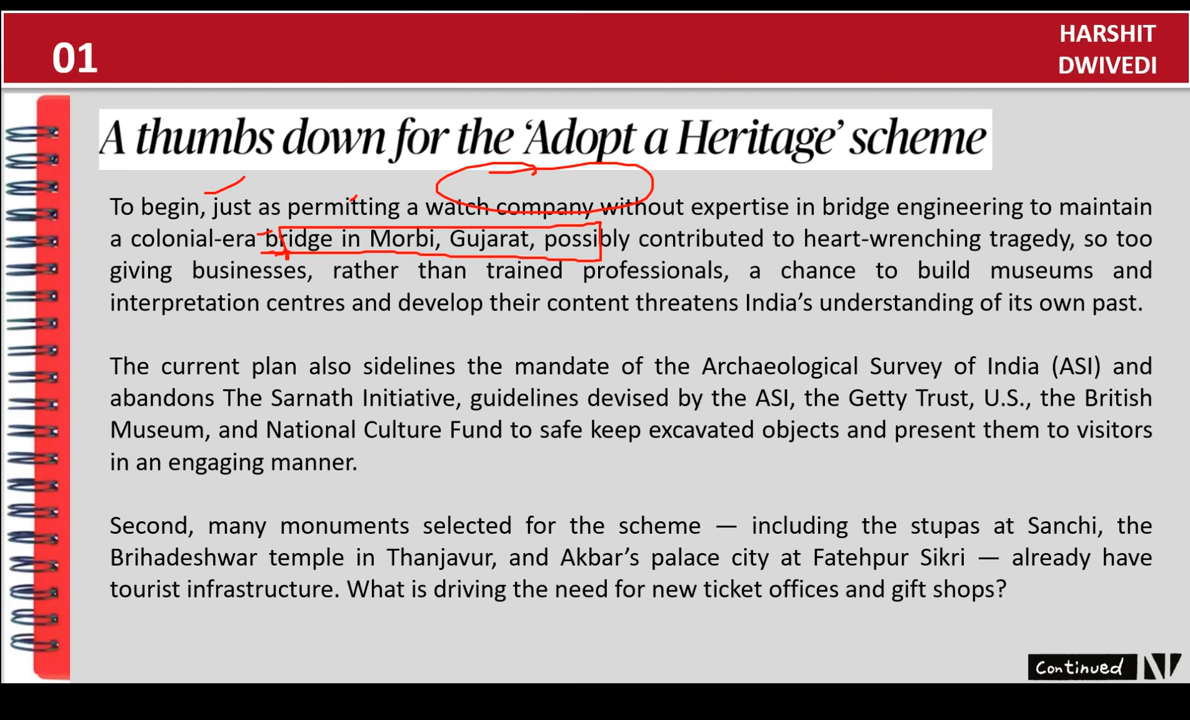 01
HARSHIT
DWIVEDI
A thumbs down for the ‘Adopt a Heritage’ scheme
To begin, just as permitting a watch company without expertise in bridge engineering to maintain
a colonial-era bridge in Morbi, Gujarat, possibly contributed to heart-wrenching tragedy, so too
giving businesses, rather than trained professionals, a chance to build museums and
interpretation centres and develop their content threatens India’s understanding of its own past.
The current plan also sidelines the mandate of the Archaeological Survey of India (ASI) and
abandons The Sarnath Initiative, guidelines devised by the ASI, the Getty Trust, U.S., the British
Museum, and National Culture Fund to safe keep excavated objects and present them to visitors
in an engaging manner.
Second, many monuments selected for the scheme — including the stupas at Sanchi, the
Brihadeshwar temple in Thanjavur, and Akbar’s palace city at Fatehpur Sikri — already have
tourist infrastructure. What is driving the need for new ticket offices and gift shops?
Continued